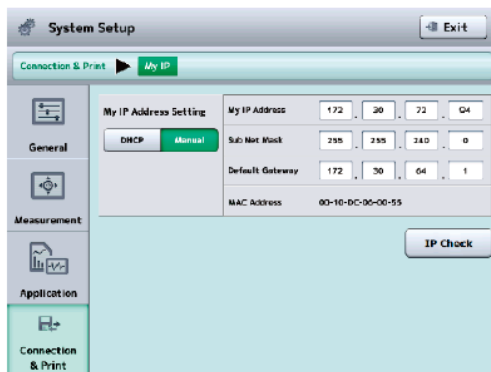 System Setup
Exit
Connection & Print ▶ My IP
General
Measurement
Application
Connection
& Print
My IP Address Setting
DHCP Manual
My IP Address 172 . 30 . 72 .
Sub Net Mask 255 . 255 . 240 . 0
Default Gateway 172 . 30 . 64 . 1
MAC Address 00-10-DC-06-00-55
IP Check